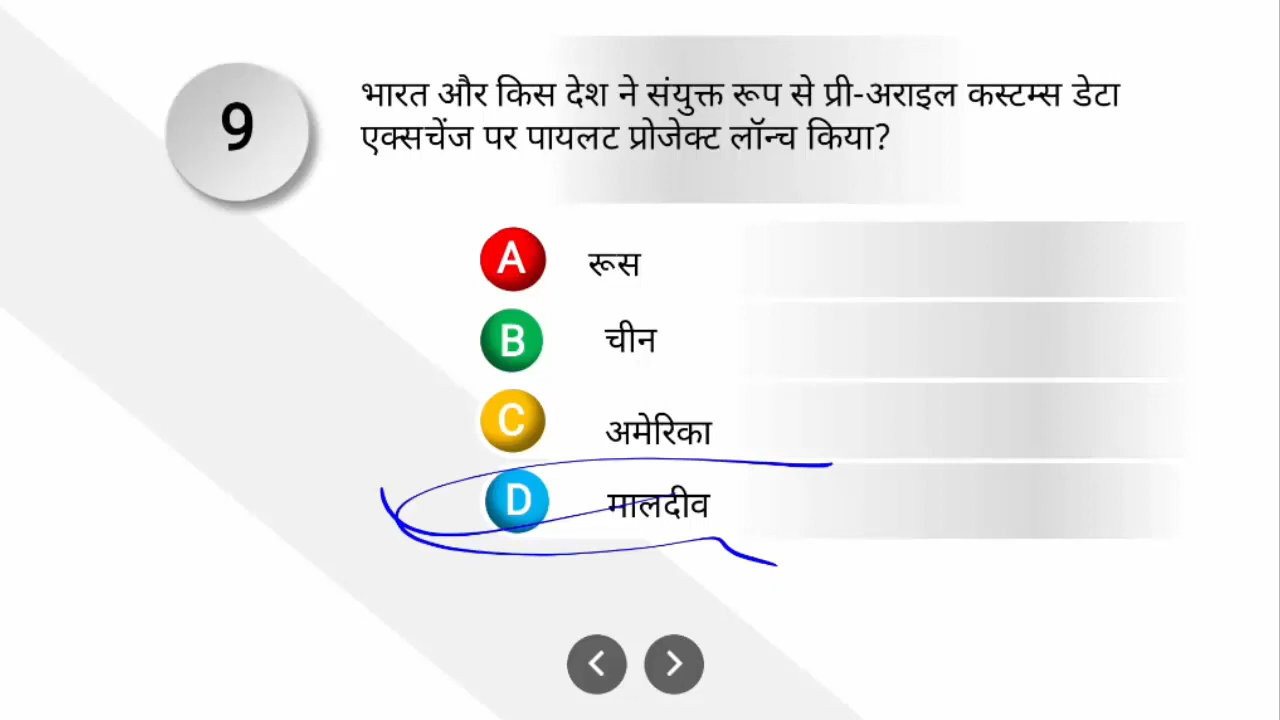 9
भारत और किस देश ने संयुक्त रूप से प्री-अराइल कस्टम्स डेटा
एक्सचेंज पर पायलट प्रोजेक्ट लॉन्च किया?
A रूस
B चीन
C अमेरिका
D मालदीव